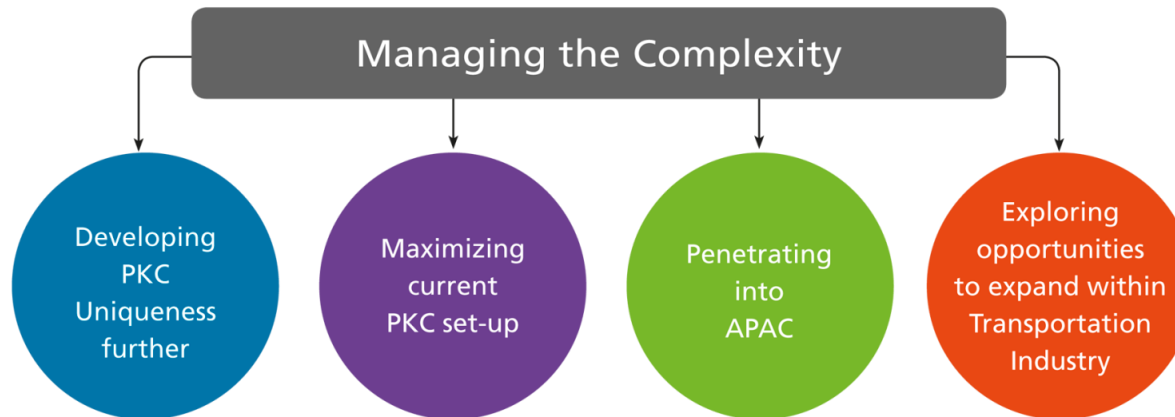 Managing the Complexity
Developing
PKC
Uniqueness
further
Maximizing
current
PKC set-up
Penetrating
into
APAC
Exploring
opportunities
to expand within
Transportation
Industry